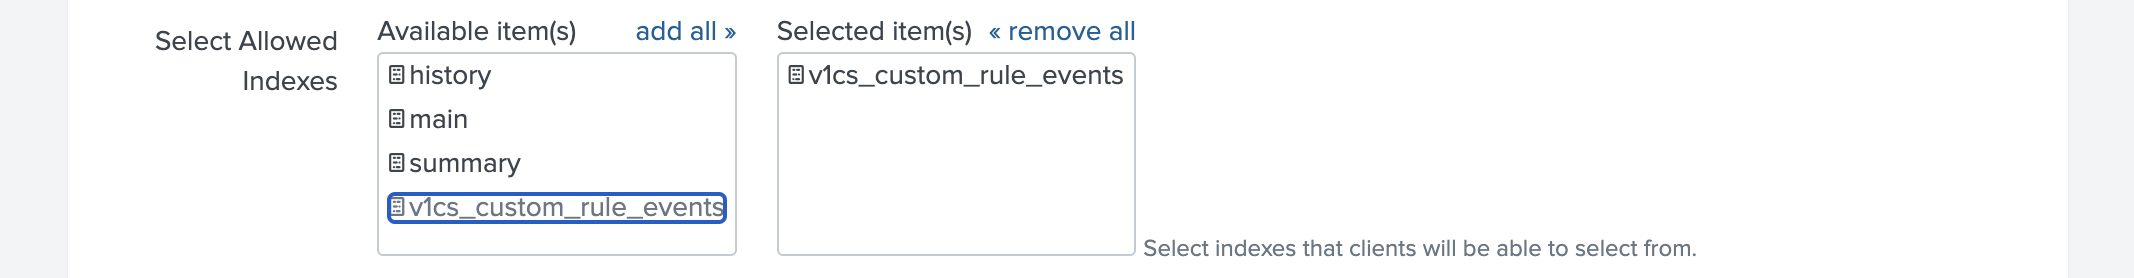 Select Allowed
Indexes
Available item(s) add all »
history
main
summary
v1cs_custom_rule_events
Selected item(s) « remove all
v1cs_custom_rule_events
Select indexes that clients will be able to select from.